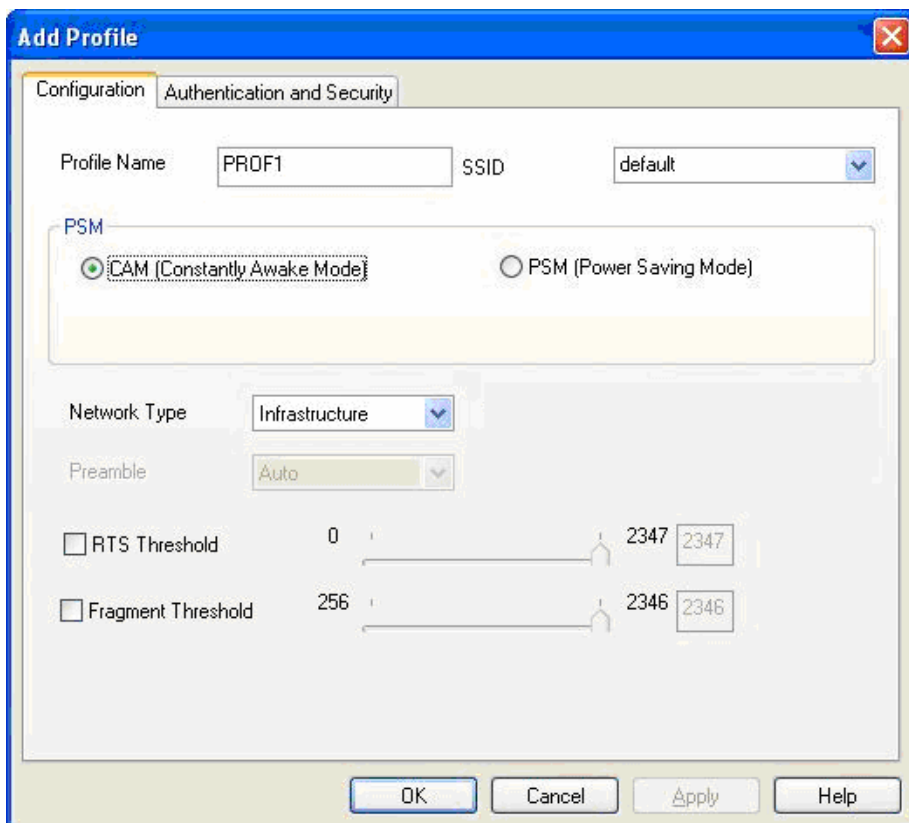 Add Profile
Configuration Authentication and Security
Profile Name PROF1 SSID default
PSM
CAM (Constantly Awake Mode) PSM (Power Saving Mode)
Network Type Infrastructure
Preamble Auto
RTS Threshold 0 2347 2347
Fragment Threshold 256 2346 2346
OK Cancel Apply Help